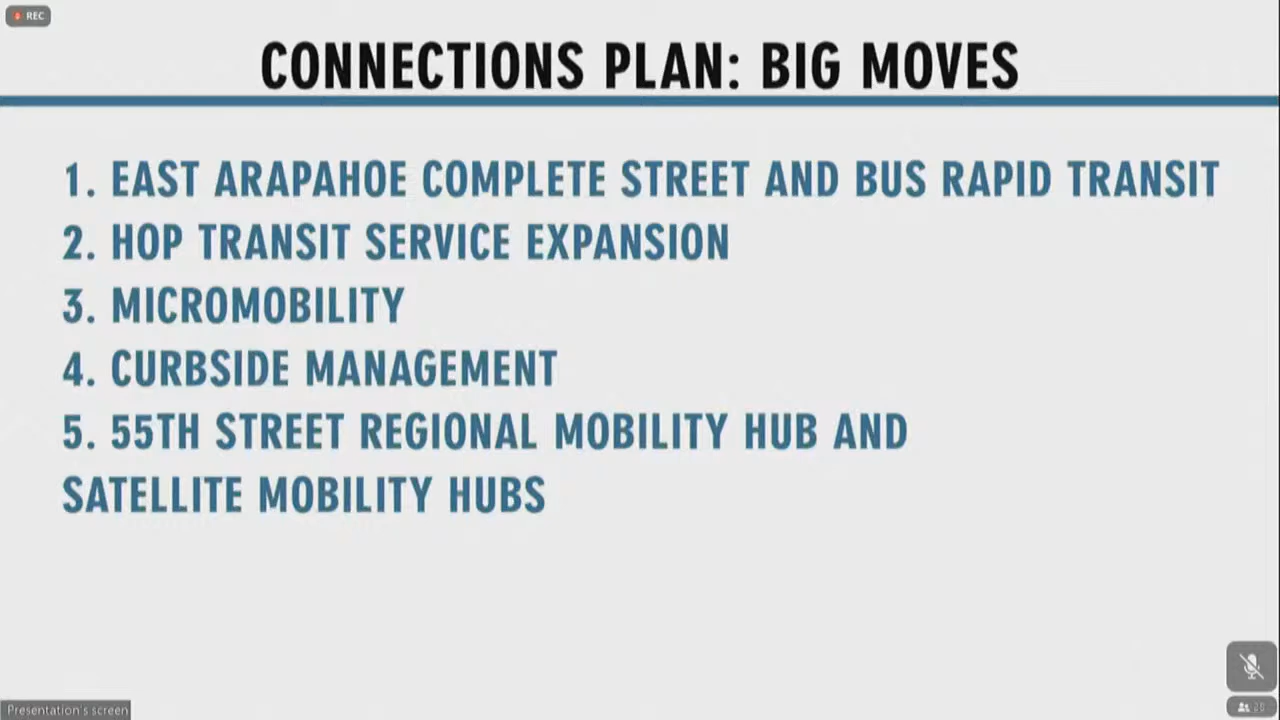 REC
CONNECTIONS PLAN: BIG MOVES
1. EAST ARAPAHOE COMPLETE STREET AND BUS RAPID TRANSIT
2. HOP TRANSIT SERVICE EXPANSION
3. MICROMOBILITY
4. CURBSIDE MANAGEMENT
5. 55TH STREET REGIONAL MOBILITY HUB AND
SATELLITE MOBILITY HUBS
Presentation's screen